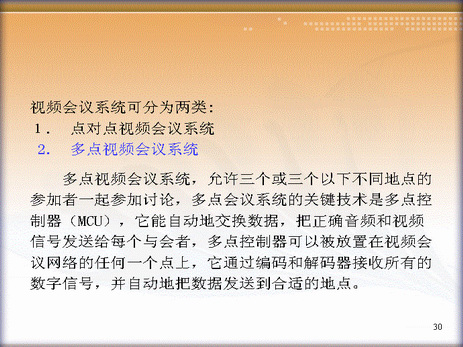 视频会议系统可分为两类:
1. 点对点视频会议系统
2. 多点视频会议系统
多点视频会议系统，允许三个或三个以下不同地点的
参加者一起参加讨论，多点会议系统的关键技术是多点控
制器（MCU），它能自动地交换数据，把正确音频和视频
信号发送给每个与会者，多点控制器可以被放置在视频会
议网络的任何一个点上，它通过编码和解码器接收所有的
数字信号，并自动地把数据发送到合适的地点。
30